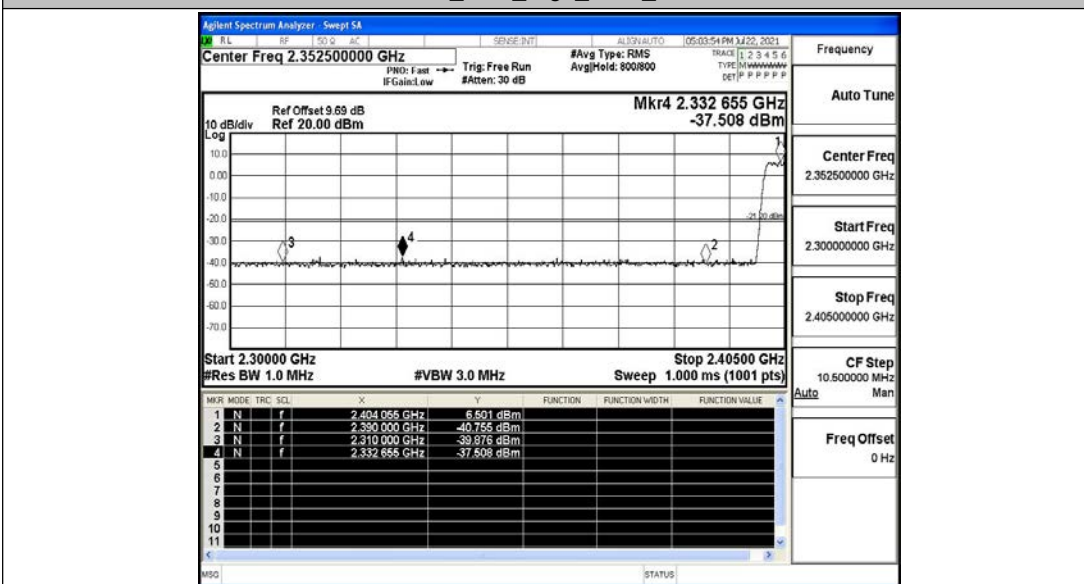 Agilent Spectrum Analyzer - Swept SA
RL RF 50 Ω AC SENSE:INT ALIGNAUTO 05:03:54 PM Jul 22, 2021
Center Freq 2.352500000 GHz
PNO: Fast
IFGain:Low
Trig: Free Run
#Atten: 30 dB
#Avg Type: RMS
Avg|Hold: 800/800
TRACE 1 2 3 4 5 6
TYPE M W W W W W
DET P P P P P P
Frequency
Auto Tune
Ref Offset 9.69 dB
10 dB/div Ref 20.00 dBm
Log
Mkr4 2.332 655 GHz
-37.508 dBm
10.0
0.00
-10.0
-20.0
-30.0
-40.0
-50.0
-60.0
-70.0
1
-21.20 dBm
3
4
2
Center Freq
2.352500000 GHz
Start Freq
2.300000000 GHz
Stop Freq
2.405000000 GHz
Start 2.30000 GHz Stop 2.40500 GHz
#Res BW 1.0 MHz #VBW 3.0 MHz Sweep 1.000 ms (1001 pts)
CF Step
10.500000 MHz
Auto Man
MKR MODE TRC SCL X Y FUNCTION FUNCTION WIDTH FUNCTION VALUE
1 N f 2.404 055 GHz 6.501 dBm
2 N f 2.390 000 GHz -40.755 dBm
3 N f 2.310 000 GHz -39.876 dBm
4 N f 2.332 655 GHz -37.508 dBm
5
6
7
8
9
10
11
Freq Offset
0 Hz
MSG STATUS